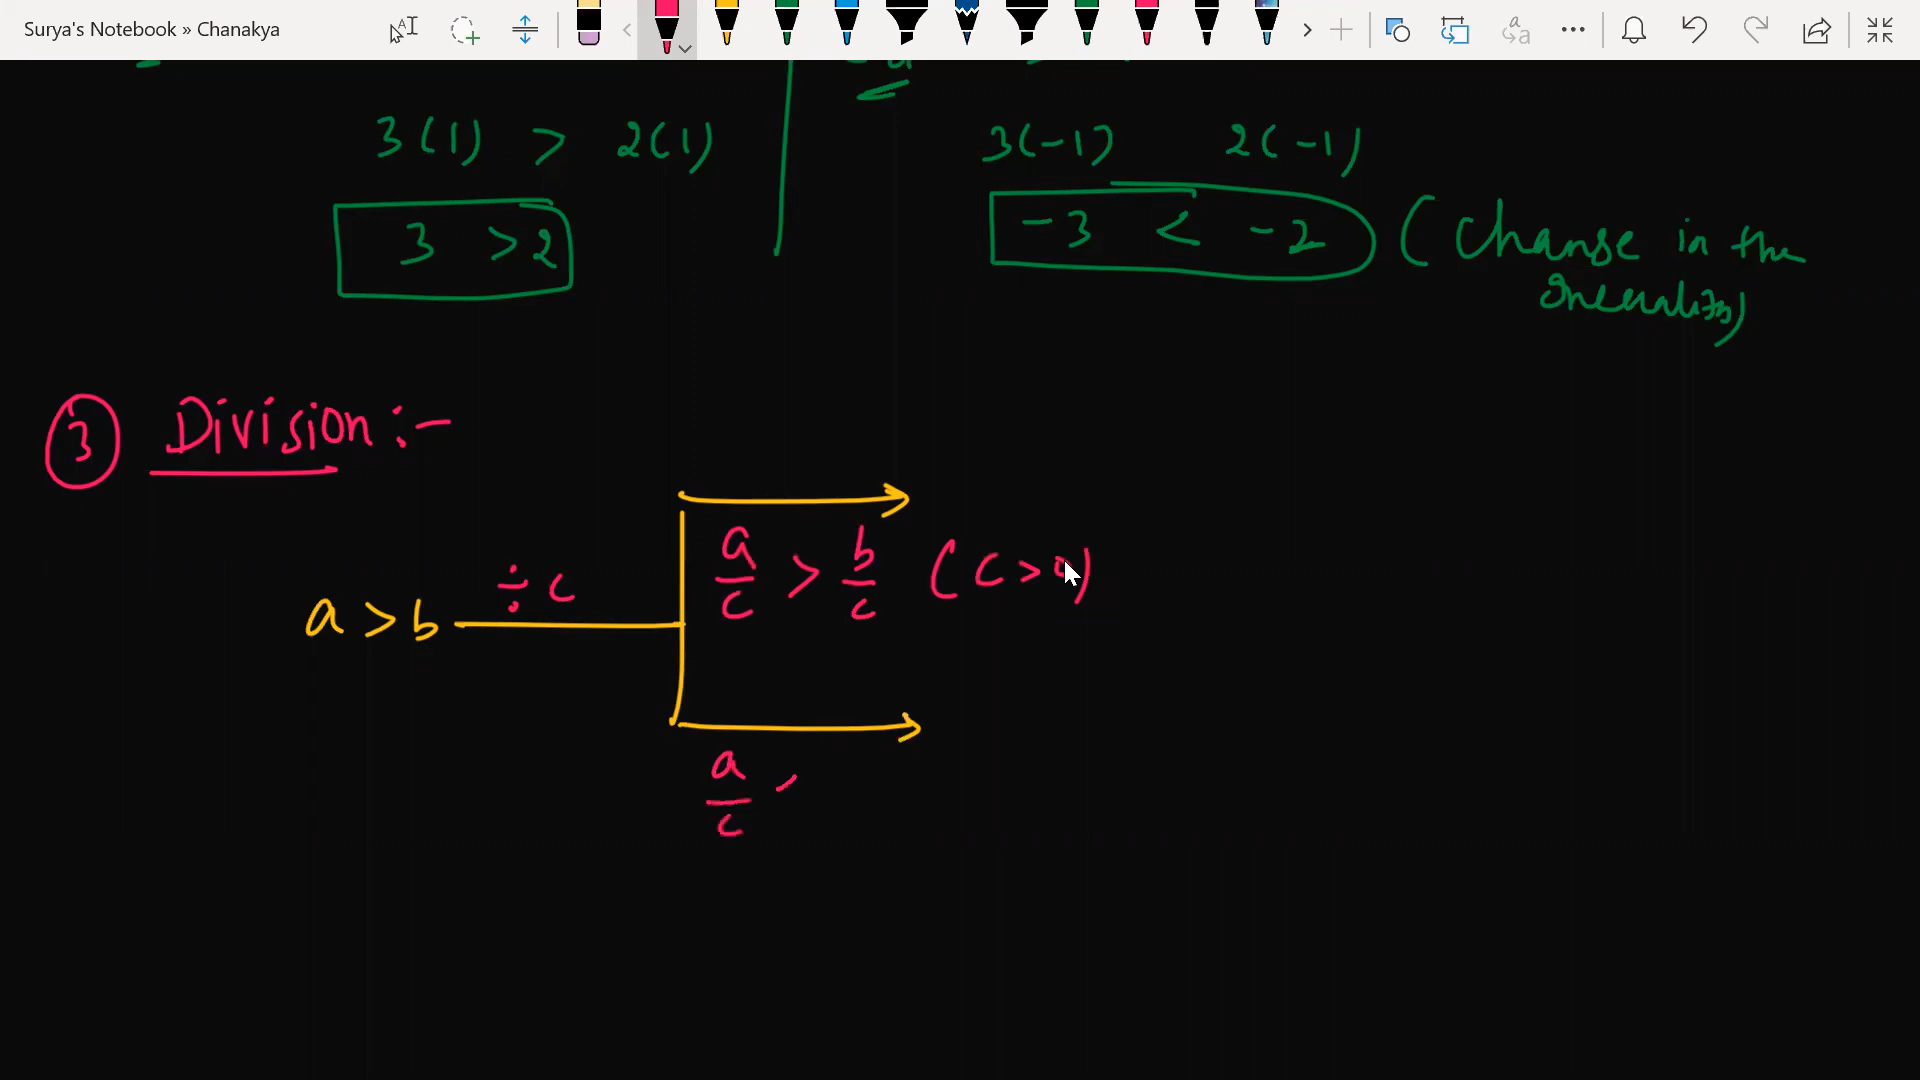 Surya's Notebook » Chanakya
3(1) > 2(1)
3 > 2
3(-1) 2(-1)
-3 < -2 (Change in the
Inequality)
3 Division :-
a > b ÷ c
a/c > b/c (c > 0)
a/c